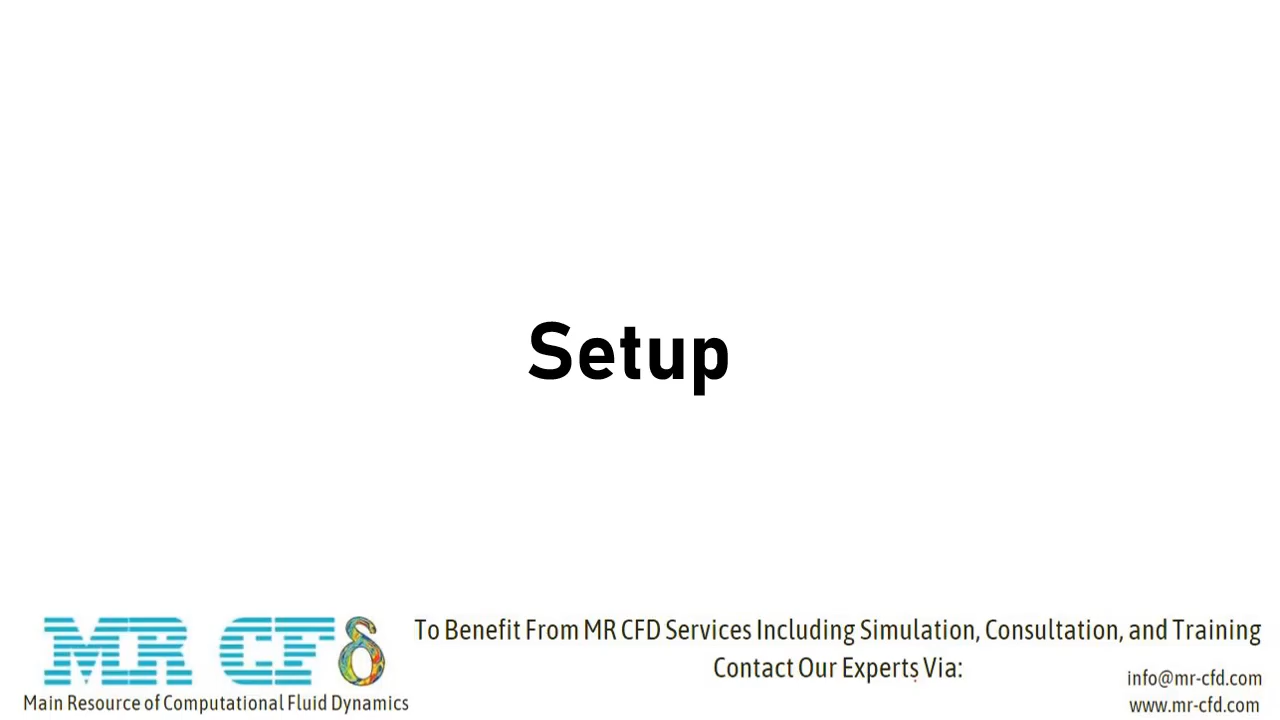 Setup
MR CFδ
To Benefit From MR CFD Services Including Simulation, Consultation, and Training
Contact Our Experts Via:
info@mr-cfd.com
Main Resource of Computational Fluid Dynamics
www.mr-cfd.com